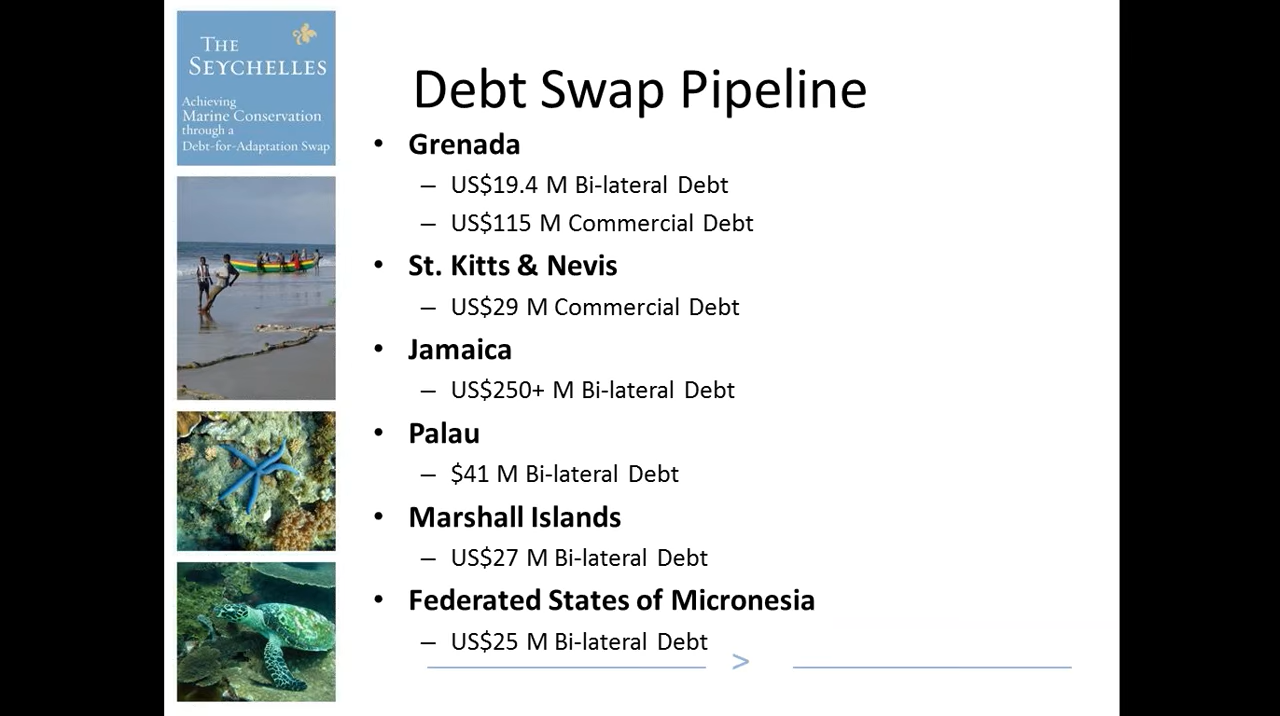 THE
SEYCHELLES
Achieving
Marine Conservation
through a
Debt-for-Adaptation Swap
Debt Swap Pipeline
• Grenada
– US$19.4 M Bi-lateral Debt
– US$115 M Commercial Debt
• St. Kitts & Nevis
– US$29 M Commercial Debt
• Jamaica
– US$250+ M Bi-lateral Debt
• Palau
– $41 M Bi-lateral Debt
• Marshall Islands
– US$27 M Bi-lateral Debt
• Federated States of Micronesia
– US$25 M Bi-lateral Debt
>